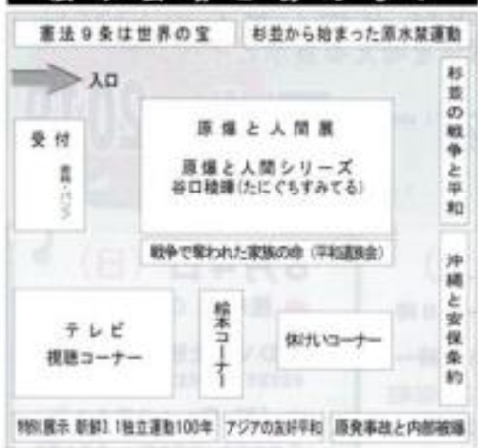 憲法9条は世界の宝
杉並から始まった原水禁運動
入口
杉並の戦争と平和
受付
原爆と人間展
原爆と人間シリーズ
谷口稜曄(たにぐちすみてる)
戦争で奪われた家族の命(平和遺族会)
沖縄と安保条約
テレビ
視聴コーナー
絵本コーナー
休けいコーナー
特別展示 朝鮮3.1独立運動100年
アジアの友好平和
原発事故と内部被曝